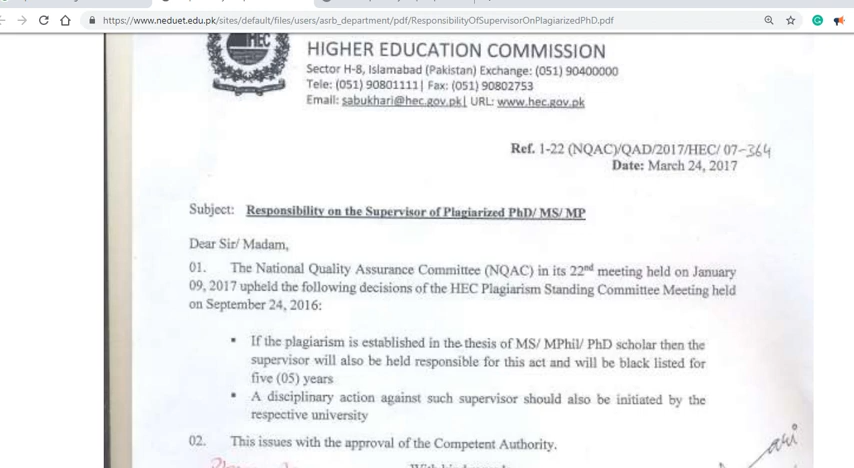 https://www.neduet.edu.pk/sites/default/files/users/asrb_department/pdf/ResponsibilityOfSupervisorOnPlagiarizedPhD.pdf
HEC
HIGHER EDUCATION COMMISSION
Sector H-8, Islamabad (Pakistan) Exchange: (051) 90400000
Tele: (051) 90801111| Fax: (051) 90802753
Email: sabukhari@hec.gov.pk| URL: www.hec.gov.pk
Ref. 1-22 (NQAC)/QAD/2017/HEC/ 07-364
Date: March 24, 2017
Subject: Responsibility on the Supervisor of Plagiarized PhD/ MS/ MP
Dear Sir/ Madam,
01. The National Quality Assurance Committee (NQAC) in its 22nd meeting held on January
09, 2017 upheld the following decisions of the HEC Plagiarism Standing Committee Meeting held
on September 24, 2016:
▪ If the plagiarism is established in the thesis of MS/ MPhil/ PhD scholar then the
supervisor will also be held responsible for this act and will be black listed for
five (05) years
▪ A disciplinary action against such supervisor should also be initiated by the
respective university
02. This issues with the approval of the Competent Authority.